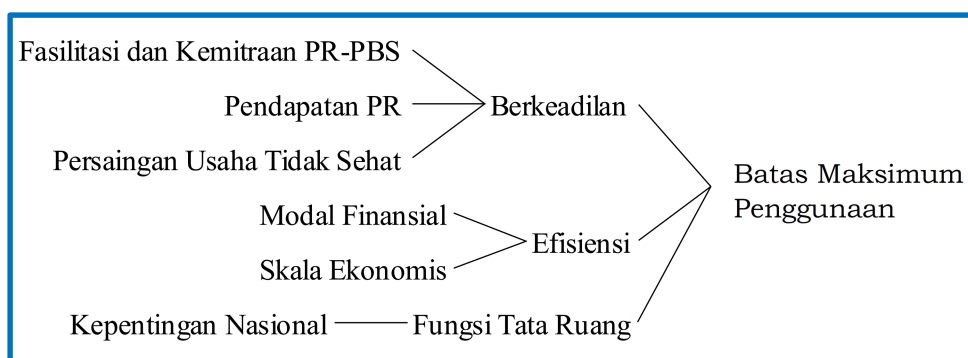 Fasilitasi dan Kemitraan PR-PBS
Pendapatan PR
Berkeadilan
Persaingan Usaha Tidak Sehat
Batas Maksimum
Penggunaan
Modal Finansial
Efisiensi
Skala Ekonomis
Kepentingan Nasional
Fungsi Tata Ruang